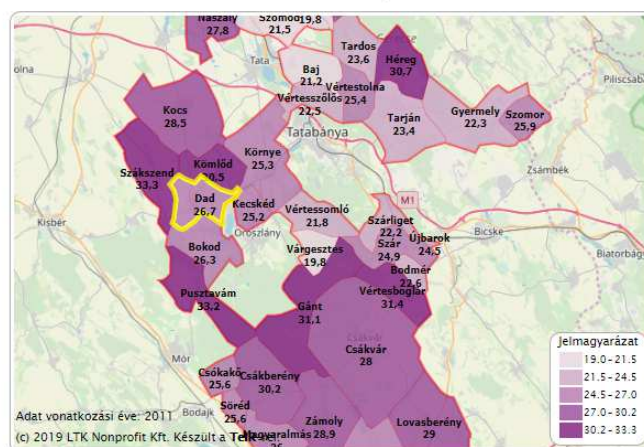 Naszály
27,8
Szomód
21,5
19,8
Tardos
23,6
Héreg
30,7
Baj
21,2
Tata
Vértestolna
25,4
Vértesszőlős
22,5
Tatabánya
Tarján
23,4
Gyermely
22,3
Szomor
25,9
Piliscsaba
Zsámbék
Kocs
28,5
Környe
25,3
Kömlőd
30,5
Szákszend
33,3
Dad
26,7
Kecskéd
25,2
Kisbér
Oroszlány
Bokod
26,3
Vértessomló
21,8
M1
Szárliget
22,2
Szár
24,9
Újbarok
24,5
Bicske
Biatorbágy
Várgesztes
19,8
Bodmér
22,6
Pusztavám
33,2
Gánt
31,1
Vértesboglár
31,4
Csákvár
28
Mór
Csókakő
25,6
Csákberény
30,2
Söréd
25,6
Bodajk
Magyaralmás
26
Zámoly
28,9
Lovasberény
29
Jelmagyarázat
19.0 - 21.5
21.5 - 24.5
24.5 - 27.0
27.0 - 30.2
30.2 - 33.3
Adat vonatkozási éve: 2011
(c) 2019 LTK Nonprofit Kft. Készült a TeIR-rel